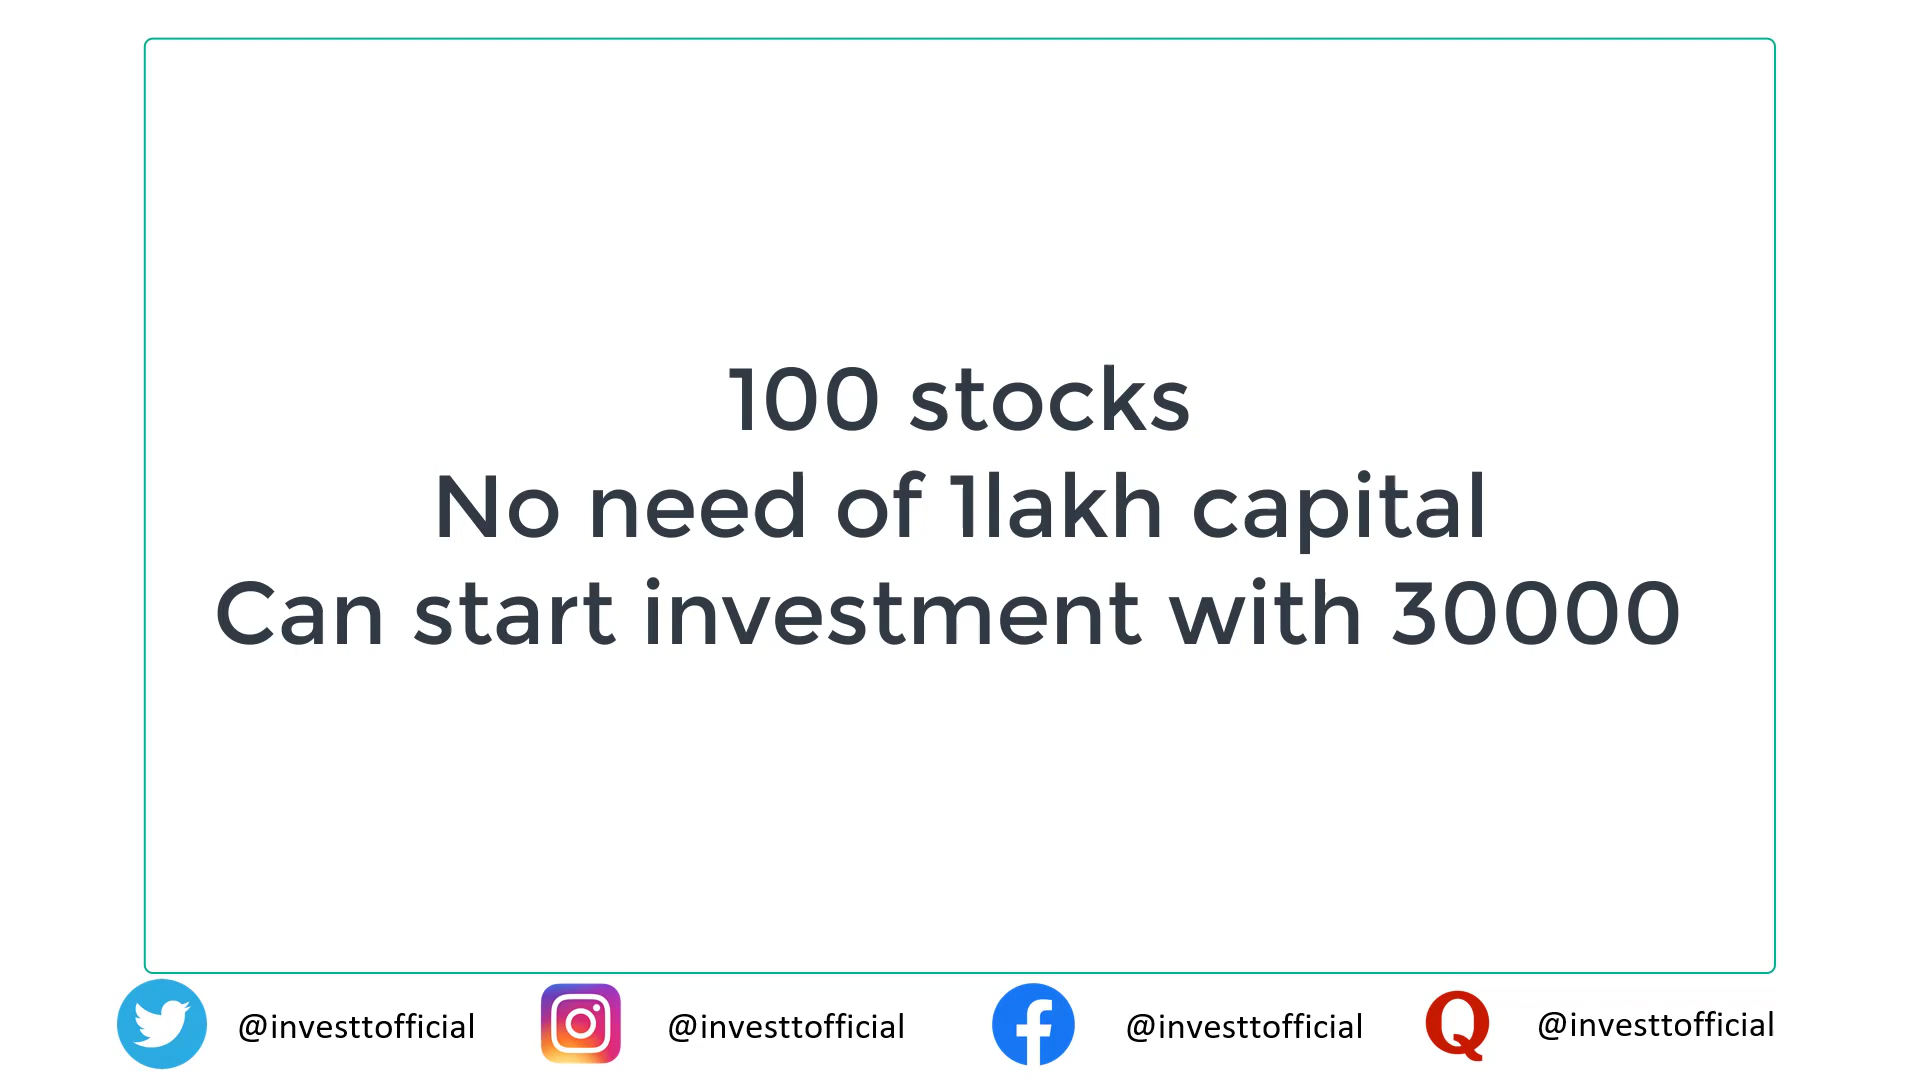 100 stocks
No need of 1lakh capital
Can start investment with 30000
@investtofficial @investtofficial @investtofficial @investtofficial